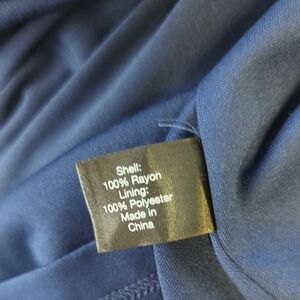 Shell:
100% Rayon
Lining:
100% Polyester
Made in
China